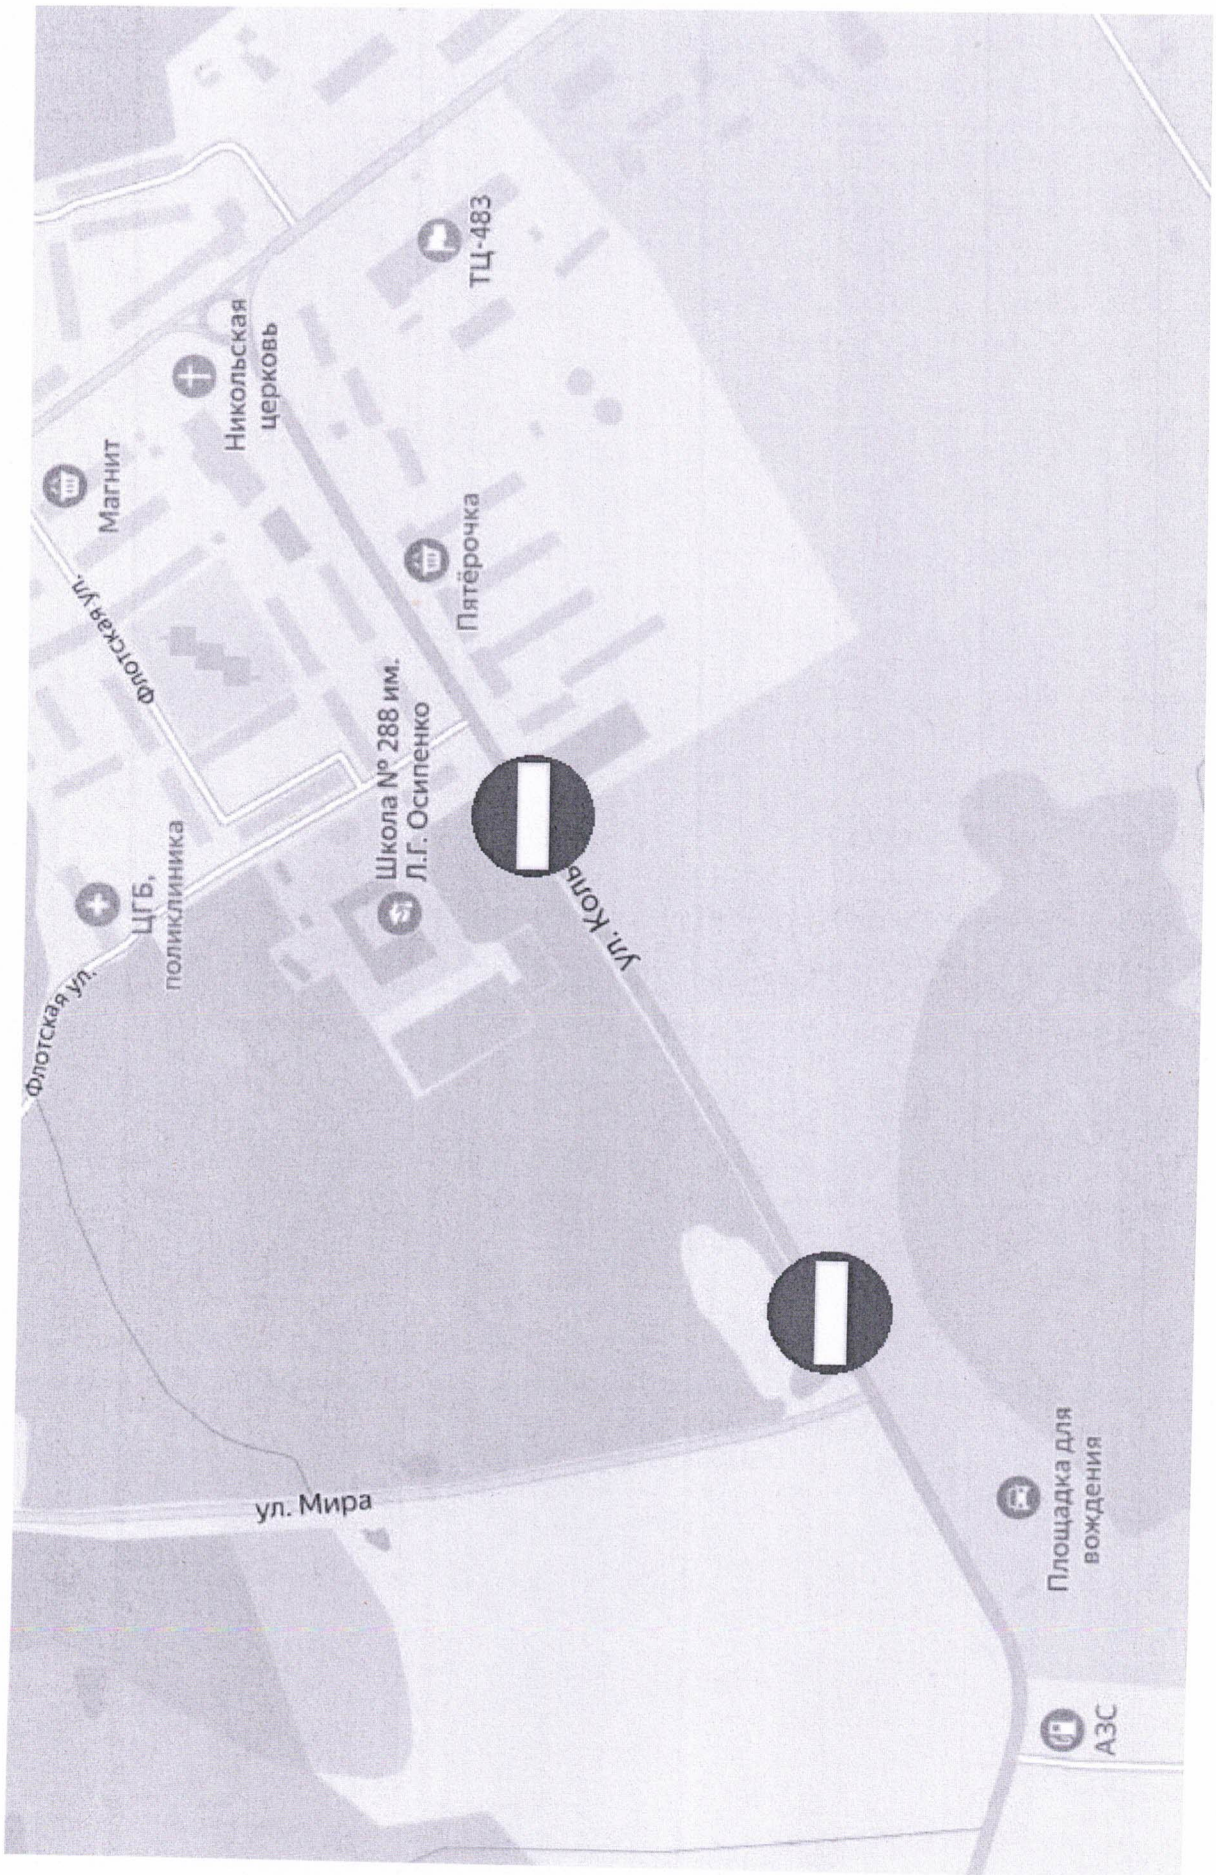 Магнит
Никольская
церковь
ТЦ-483
Флотская ул.
Пятёрочка
Школа № 288 им.
Л.Г. Осипенко
ЦГБ,
поликлиника
Флотская ул.
ул. Коль
ул. Мира
Площадка для
вождения
АЗС